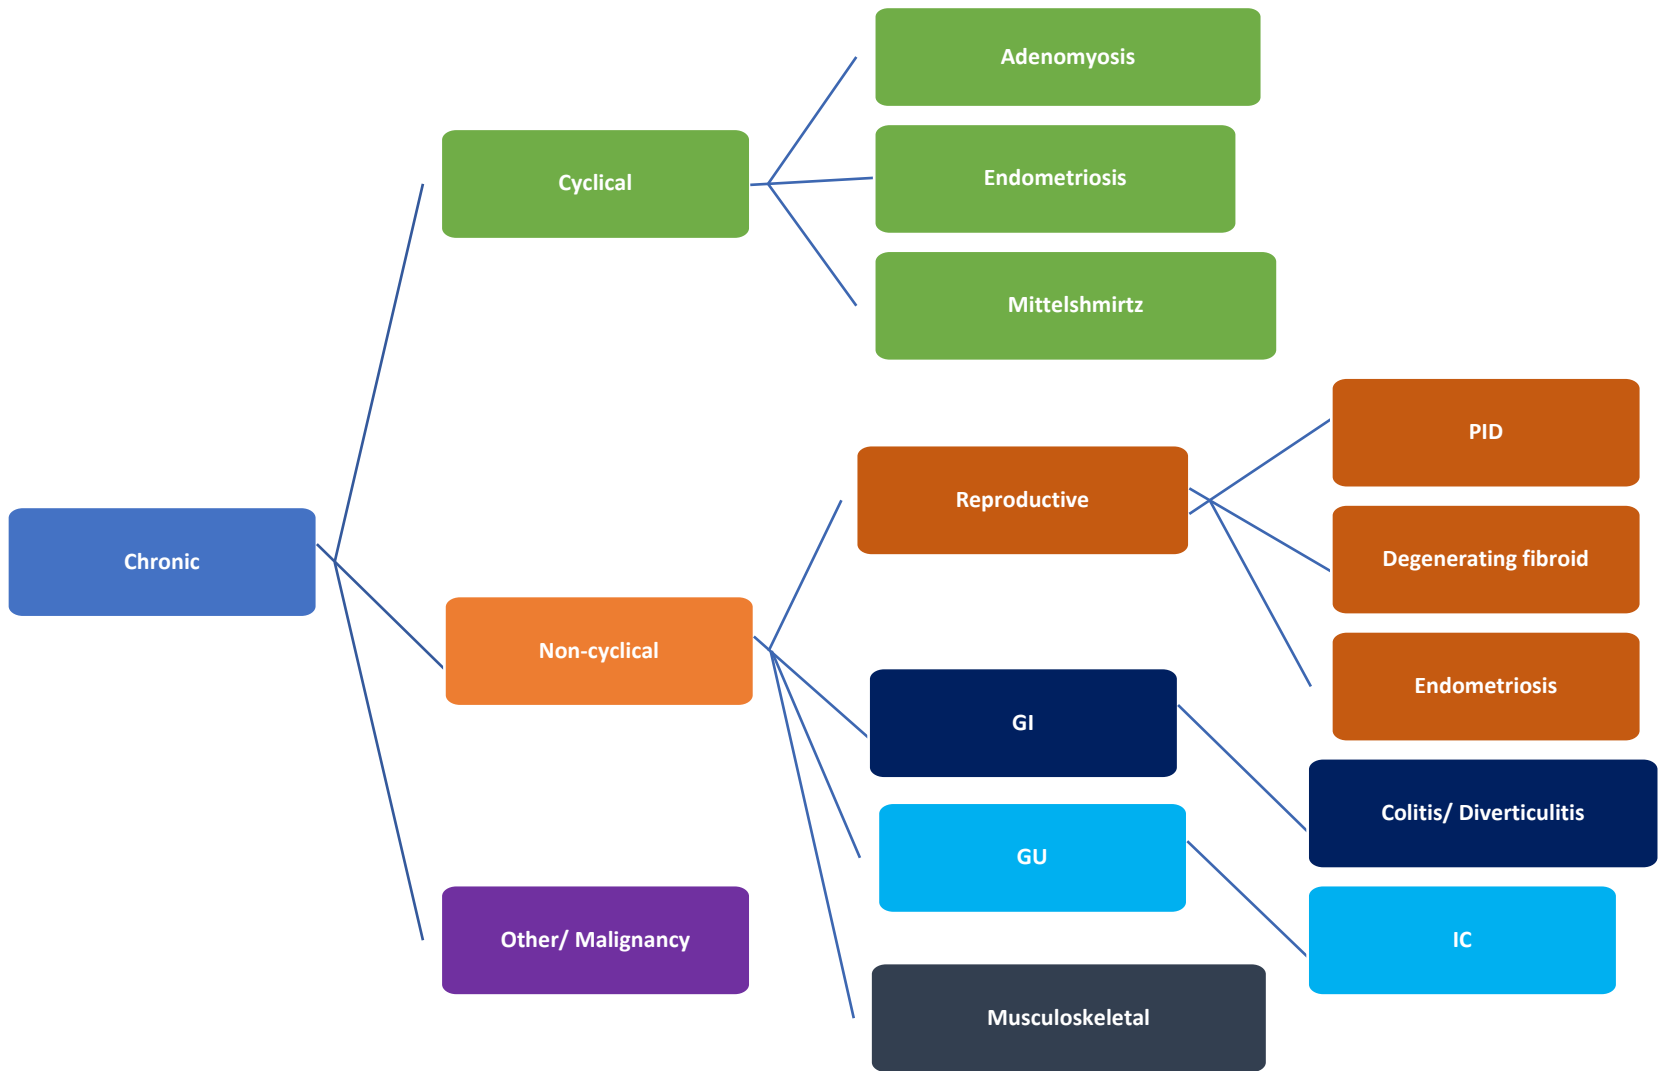 Chronic
Cyclical
Adenomyosis
Endometriosis
Mittelshmirtz
Non-cyclical
Reproductive
PID
Degenerating fibroid
Endometriosis
GI
Colitis/ Diverticulitis
GU
IC
Musculoskeletal
Other/ Malignancy